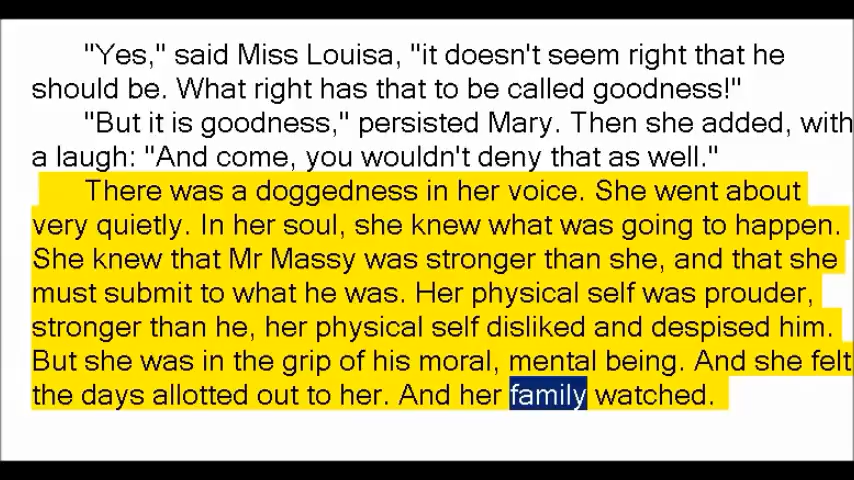 "Yes," said Miss Louisa, "it doesn't seem right that he
should be. What right has that to be called goodness!"
"But it is goodness," persisted Mary. Then she added, with
a laugh: "And come, you wouldn't deny that as well."
There was a doggedness in her voice. She went about
very quietly. In her soul, she knew what was going to happen.
She knew that Mr Massy was stronger than she, and that she
must submit to what he was. Her physical self was prouder,
stronger than he, her physical self disliked and despised him.
But she was in the grip of his moral, mental being. And she felt
the days allotted out to her. And her family watched.